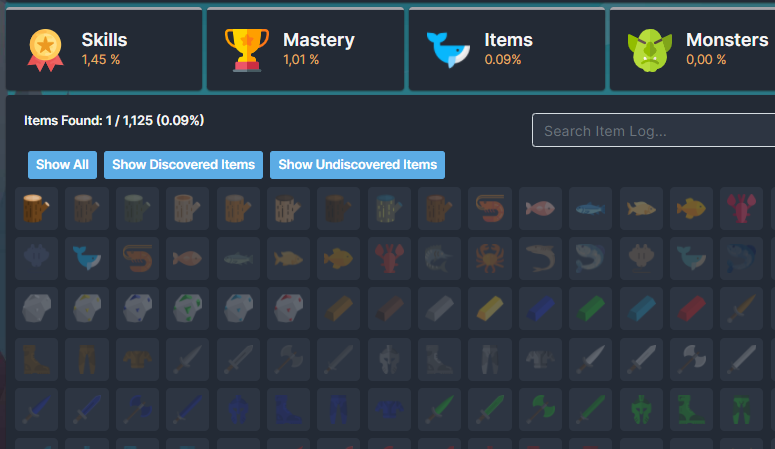 Skills
1,45 %
Mastery
1,01 %
Items
0.09%
Monsters
0,00 %
Items Found: 1 / 1,125 (0.09%)
Search Item Log...
Show All
Show Discovered Items
Show Undiscovered Items